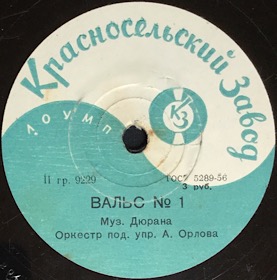 Красносельский Завод
ЛОУМП
КЗ
II гр. 9229
ГОСТ 5289-56
3 руб.
ВАЛЬС № 1
Муз. Дюрана
Оркестр под. упр. А. Орлова